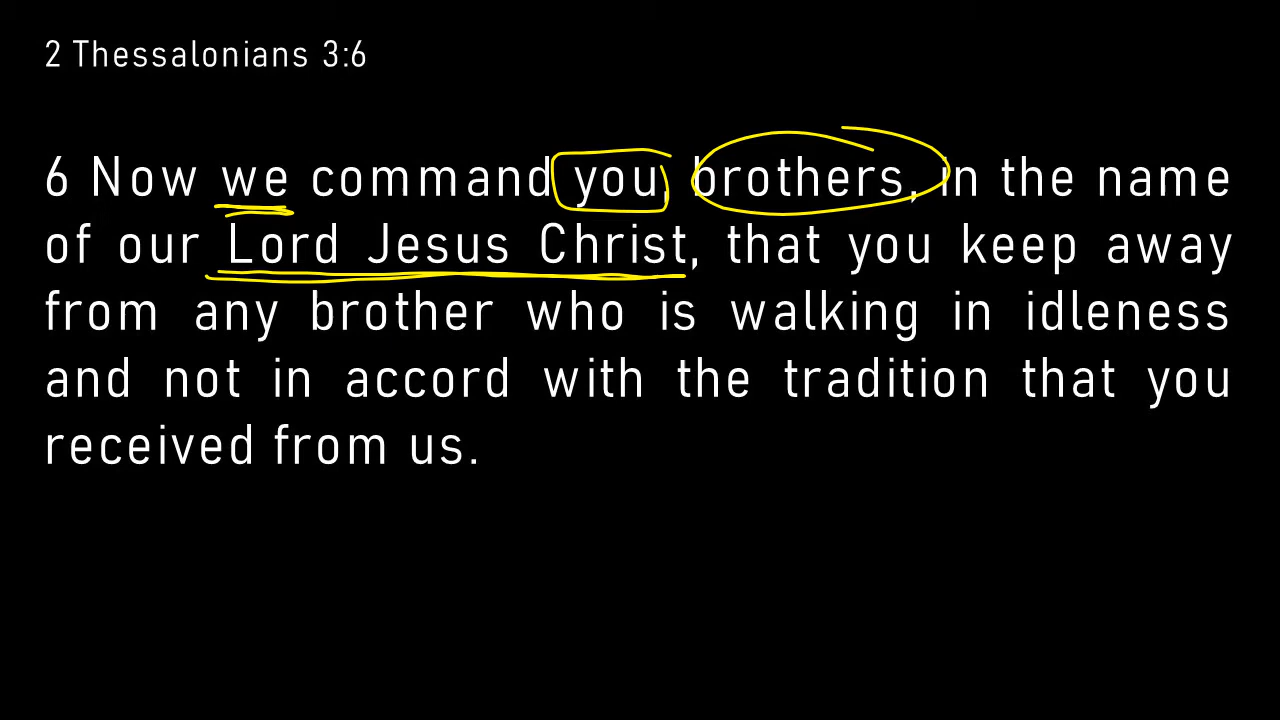 2 Thessalonians 3:6
6 Now we command you, brothers, in the name
of our Lord Jesus Christ, that you keep away
from any brother who is walking in idleness
and not in accord with the tradition that you
received from us.